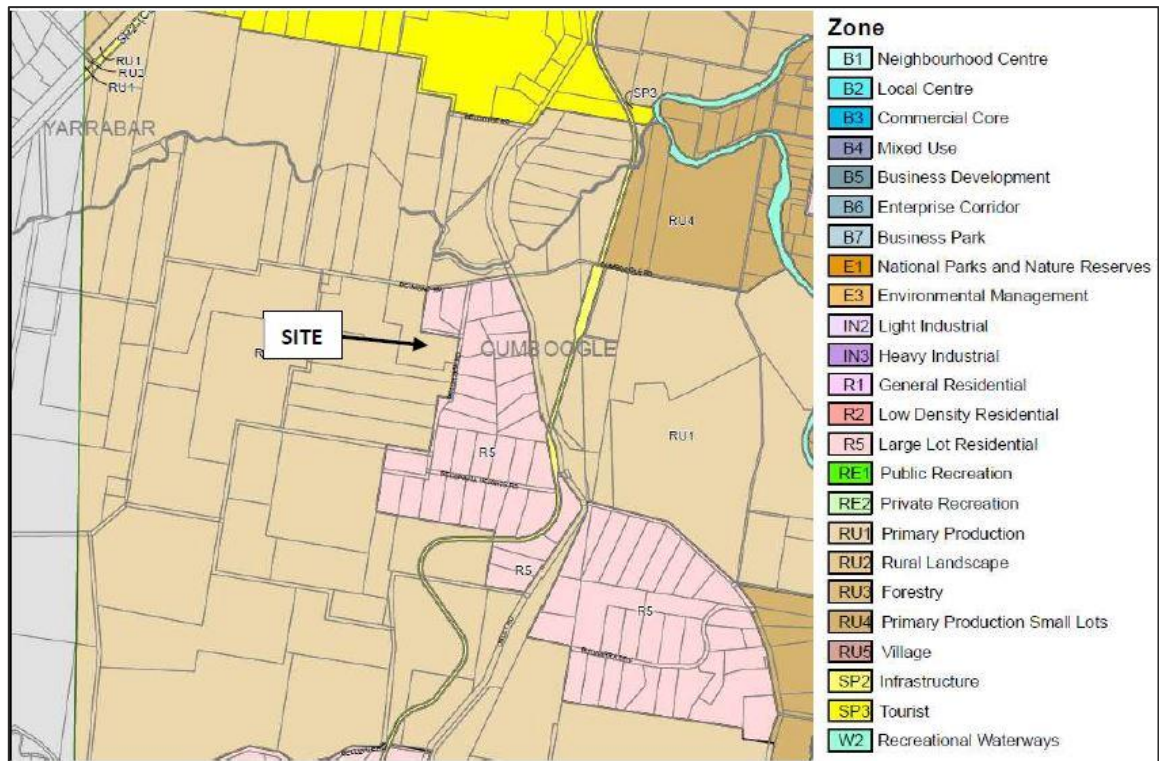 SP2 (C
RU1
RU2
RU1
YARRABAR
SP3
RU4
SITE
CUMBOOGLE
R
RU1
R5
R5
R5
Zone
B1 Neighbourhood Centre
B2 Local Centre
B3 Commercial Core
B4 Mixed Use
B5 Business Development
B6 Enterprise Corridor
B7 Business Park
E1 National Parks and Nature Reserves
E3 Environmental Management
IN2 Light Industrial
IN3 Heavy Industrial
R1 General Residential
R2 Low Density Residential
R5 Large Lot Residential
RE1 Public Recreation
RE2 Private Recreation
RU1 Primary Production
RU2 Rural Landscape
RU3 Forestry
RU4 Primary Production Small Lots
RU5 Village
SP2 Infrastructure
SP3 Tourist
W2 Recreational Waterways